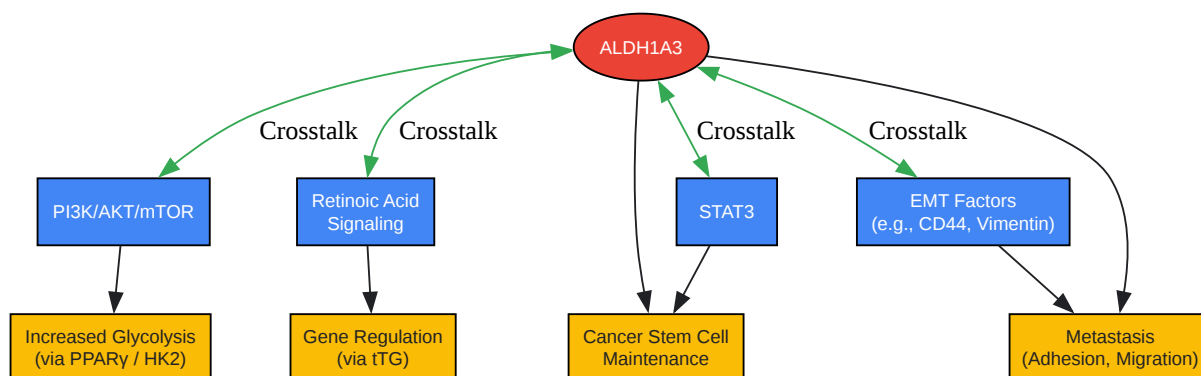 ALDH1A3
Crosstalk
Crosstalk
Crosstalk
Crosstalk
PI3K/AKT/mTOR
Retinoic Acid
Signaling
STAT3
EMT Factors
(e.g., CD44, Vimentin)
Increased Glycolysis
(via PPARγ / HK2)
Gene Regulation
(via tTG)
Cancer Stem Cell
Maintenance
Metastasis
(Adhesion, Migration)